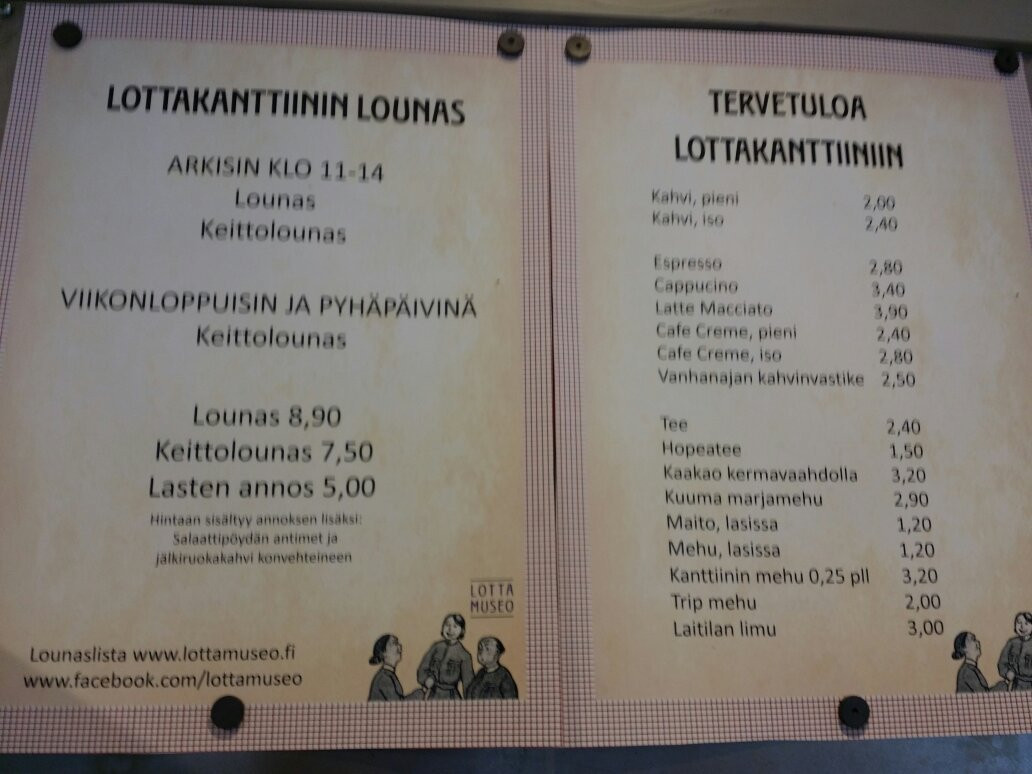 LOTTAKANTTIININ LOUNAS
ARKISIN KLO 11-14
Lounas
Keittolounas
VIIKONLOPPUISIN JA PYHÄPÄIVINÄ
Keittolounas
Lounas 8,90
Keittolounas 7,50
Lasten annos 5,00
Hintaan sisältyy annoksen lisäksi:
Salaattipöydän antimet ja
jälkiruokakahvi konvehteineen
LOTTA
MUSEO
Lounaslista www.lottamuseo.fi
www.facebook.com/lottamuseo
TERVETULOA
LOTTAKANTTIINIIN
Kahvi, pieni 2,00
Kahvi, iso 2,40
Espresso 2,80
Cappucino 3,40
Latte Macciato 3,90
Cafe Creme, pieni 2,40
Cafe Creme, iso 2,80
Vanhanajan kahvinvastike 2,50
Tee 2,40
Hopeatee 1,50
Kaakao kermavaahdolla 3,20
Kuuma marjamehu 2,90
Maito, lasissa 1,20
Mehu, lasissa 1,20
Kanttiinin mehu 0,25 pll 3,20
Trip mehu 2,00
Laitilan limu 3,00